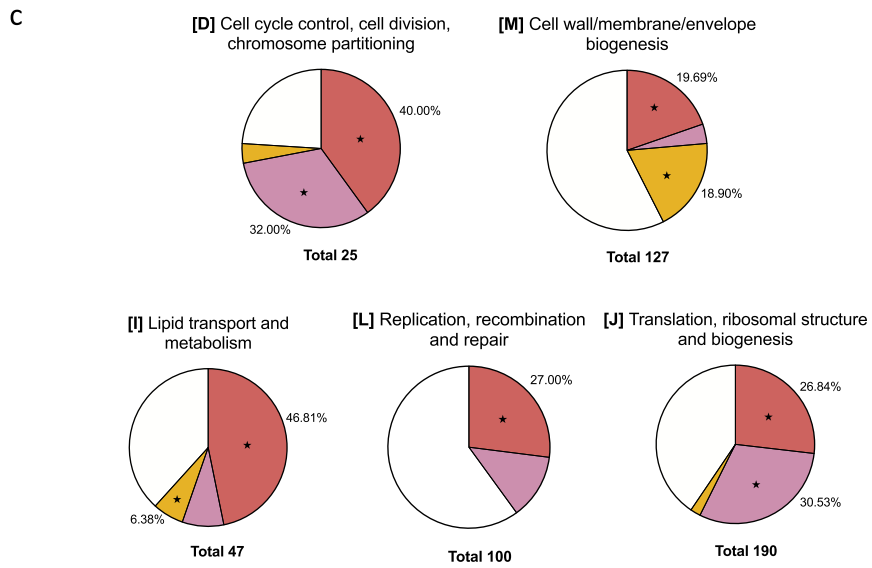 C
[D] Cell cycle control, cell division,
chromosome partitioning
40.00%
32.00%
Total 25
[M] Cell wall/membrane/envelope
biogenesis
19.69%
18.90%
Total 127
[I] Lipid transport and
metabolism
46.81%
6.38%
Total 47
[L] Replication, recombination
and repair
27.00%
Total 100
[J] Translation, ribosomal structure
and biogenesis
26.84%
30.53%
Total 190